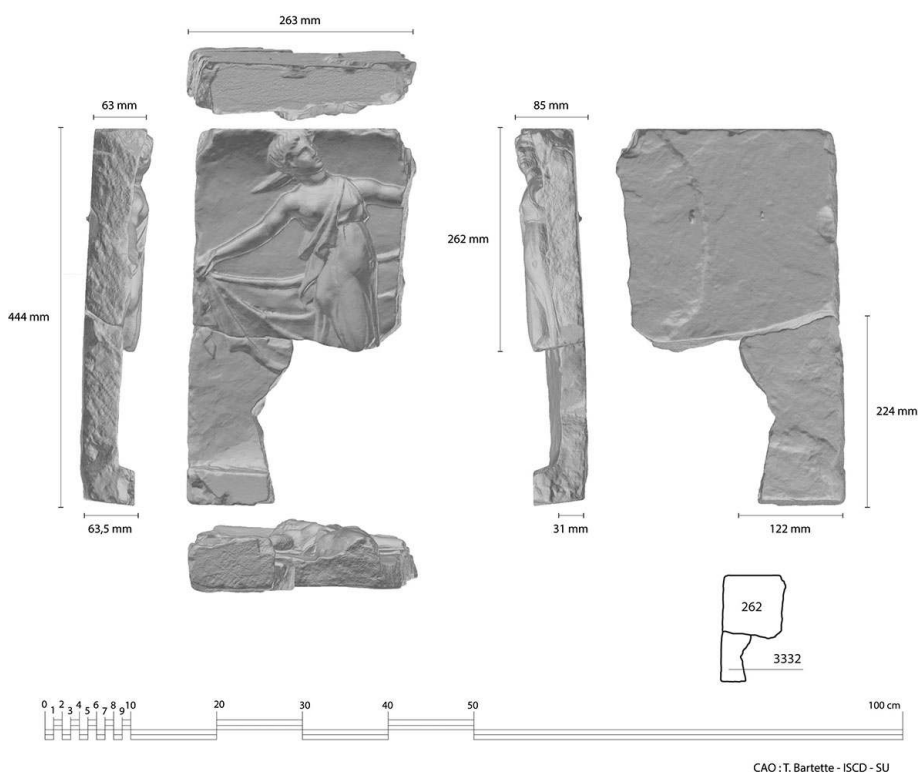 263 mm
63 mm
85 mm
262 mm
444 mm
224 mm
63,5 mm
31 mm
122 mm
262
3332
0 1 2 3 4 5 6 7 8 9 10 20 30 40 50 100 cm
CAO : T. Bartette - ISCD - SU